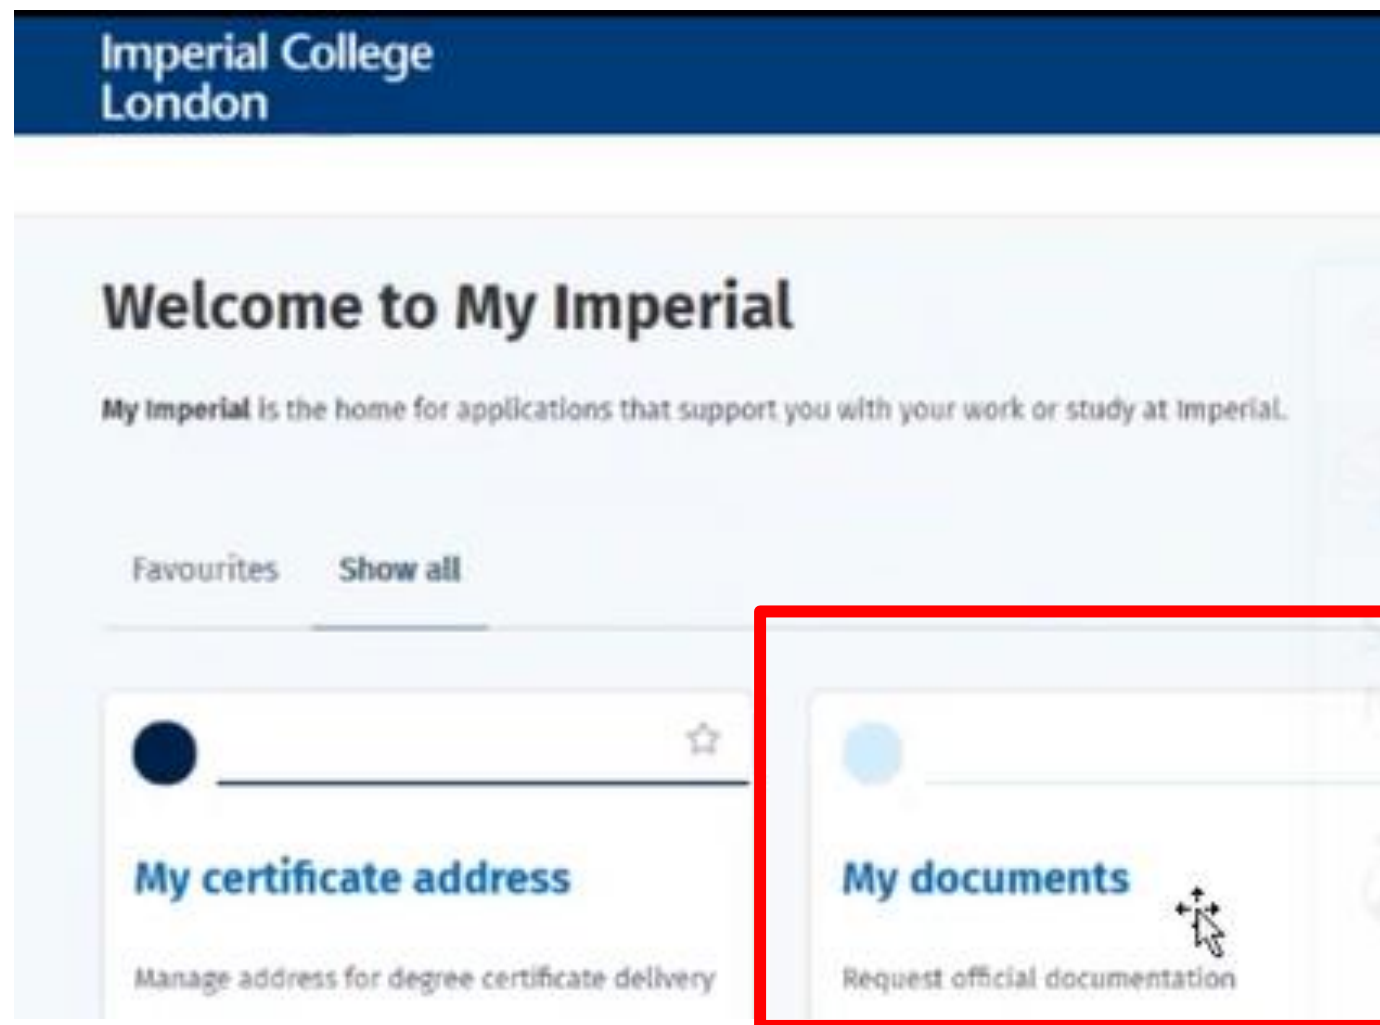 Imperial College
London
Welcome to My Imperial
My Imperial is the home for applications that support you with your work or study at Imperial.
Favourites
Show all
My certificate address
My documents
Manage address for degree certificate delivery
Request official documentation